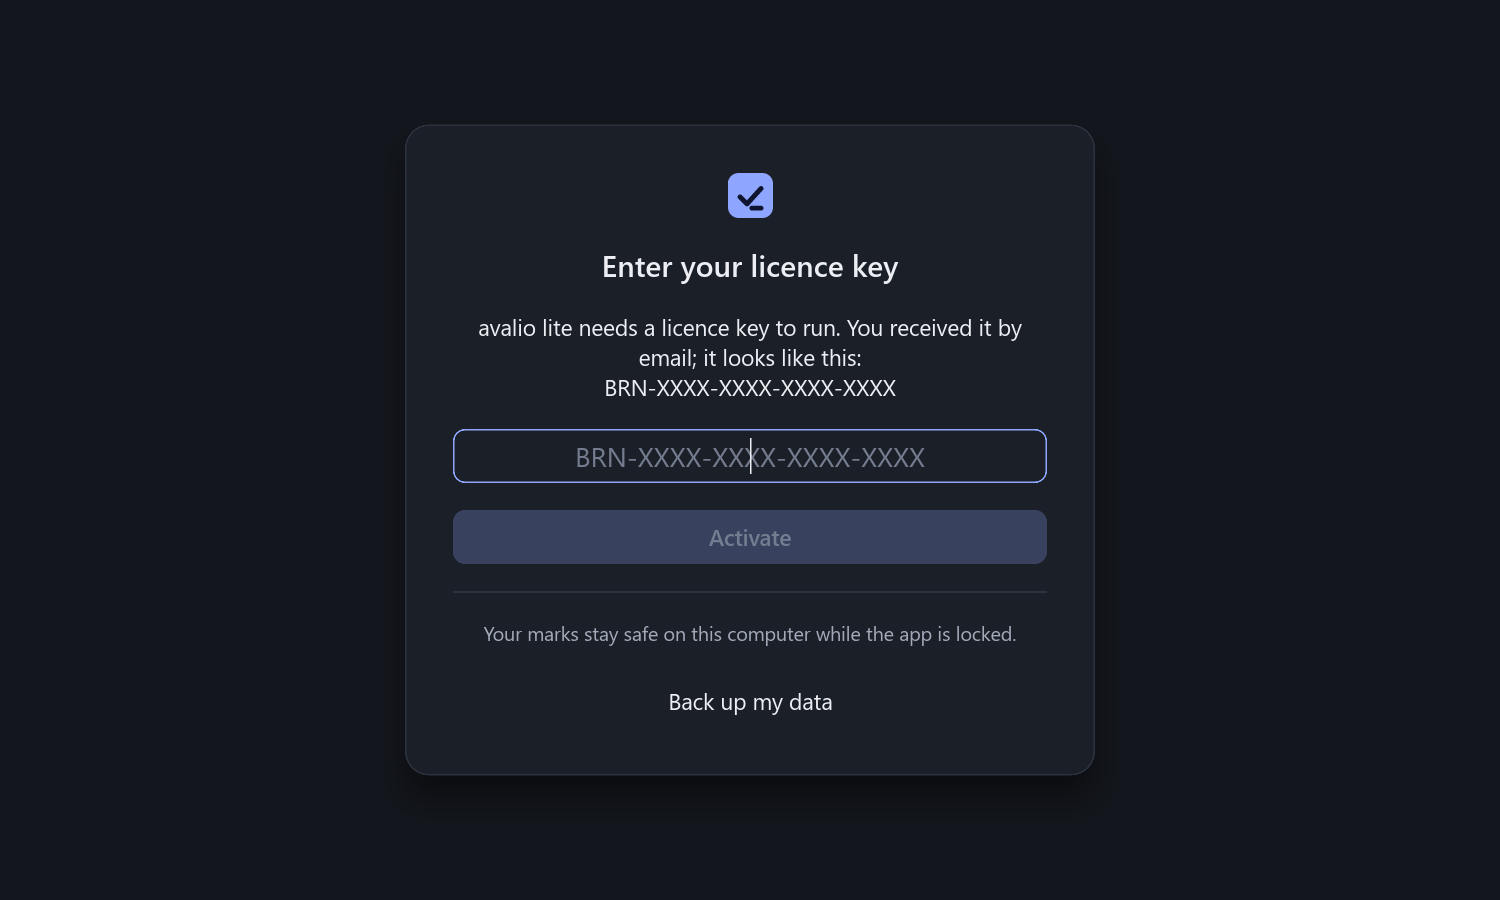 Enter your licence key
avalio lite needs a licence key to run. You received it by
email; it looks like this:
BRN-XXXX-XXXX-XXXX-XXXX
BRN-XXXX-XXXX-XXXX-XXXX
Activate
Your marks stay safe on this computer while the app is locked.
Back up my data